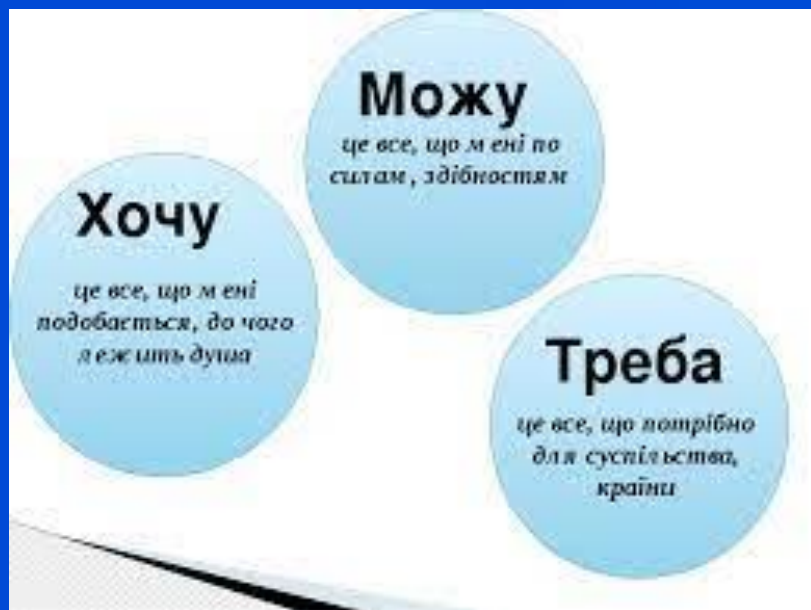 Можу
це все, що мені по
силам, здібностям
Хочу
це все, що мені
подобається, до чого
лежить душа
Треба
це все, що потрібно
для суспільства,
країни